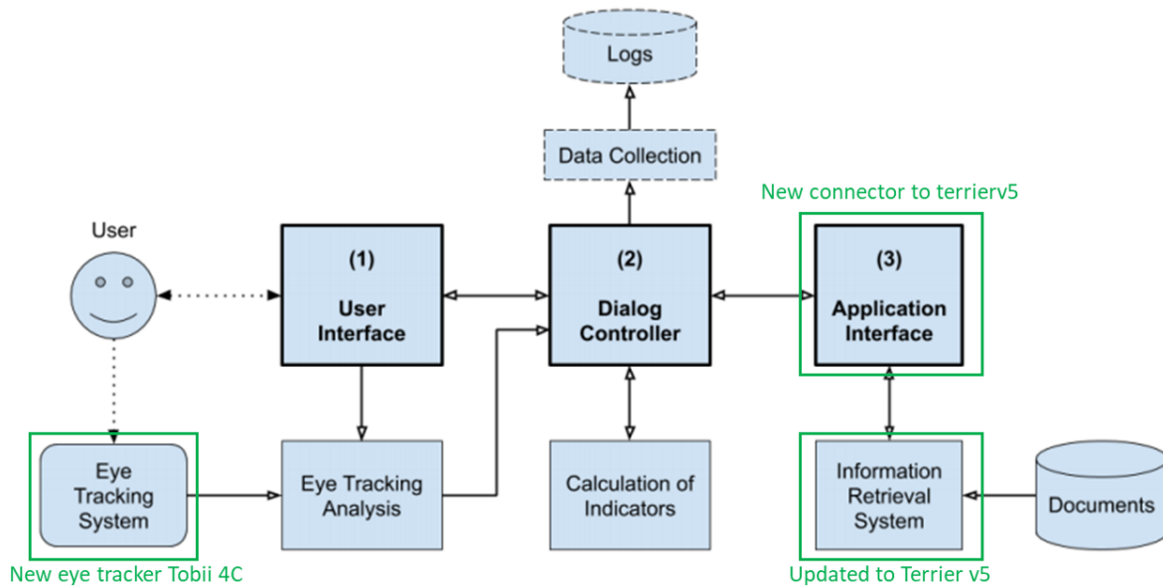 Logs
Data Collection
New connector to terrierv5
User
(1)
User
Interface
(2)
Dialog
Controller
(3)
Application
Interface
Eye
Tracking
System
Eye Tracking
Analysis
Calculation of
Indicators
Information
Retrieval
System
Documents
New eye tracker Tobii 4C
Updated to Terrier v5